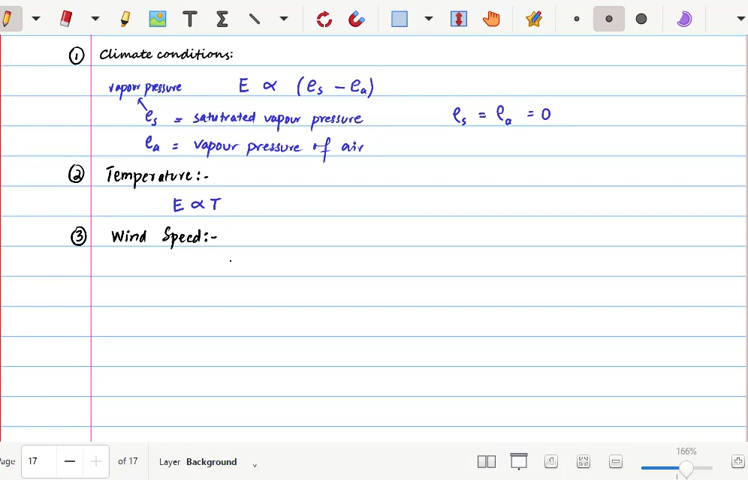 ① Climate conditions:
vapour pressure E ∝ (es − ea)
es = satutrated vapour pressure es = ea = 0
ea = vapour pressure of air
② Temperature:-
E ∝ T
③ Wind Speed:-
Page 17 of 17 Layer Background 166%